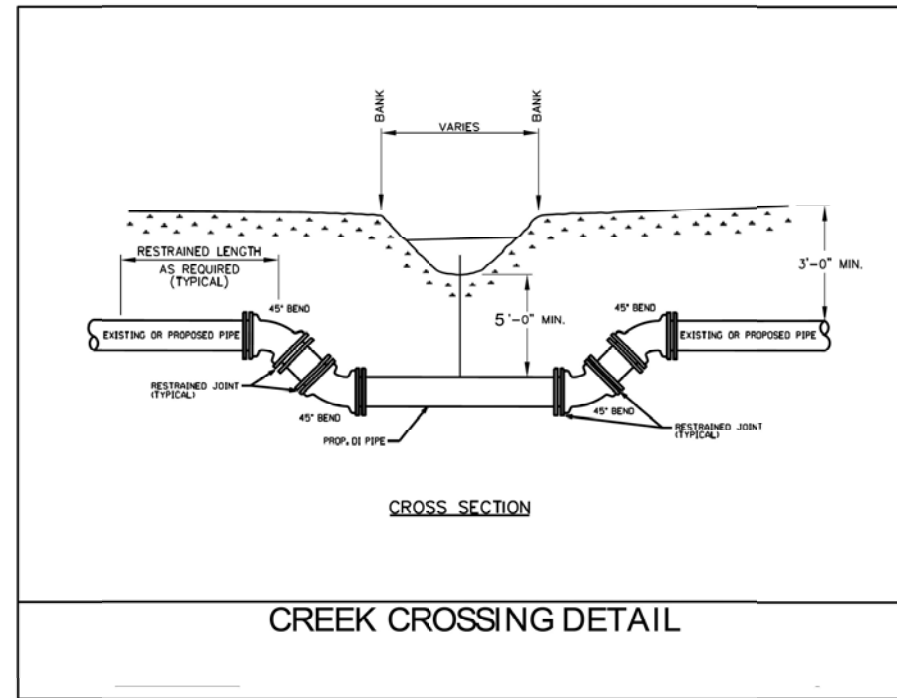 BANK
BANK
VARIES
RESTRAINED LENGTH
AS REQUIRED
(TYPICAL)
3'-0" MIN.
45° BEND
45° BEND
5'-0" MIN.
EXISTING OR PROPOSED PIPE
EXISTING OR PROPOSED PIPE
RESTRAINED JOINT
(TYPICAL)
45° BEND
45° BEND
RESTRAINED JOINT
(TYPICAL)
PROP. DI PIPE
CROSS SECTION
CREEK CROSSING DETAIL